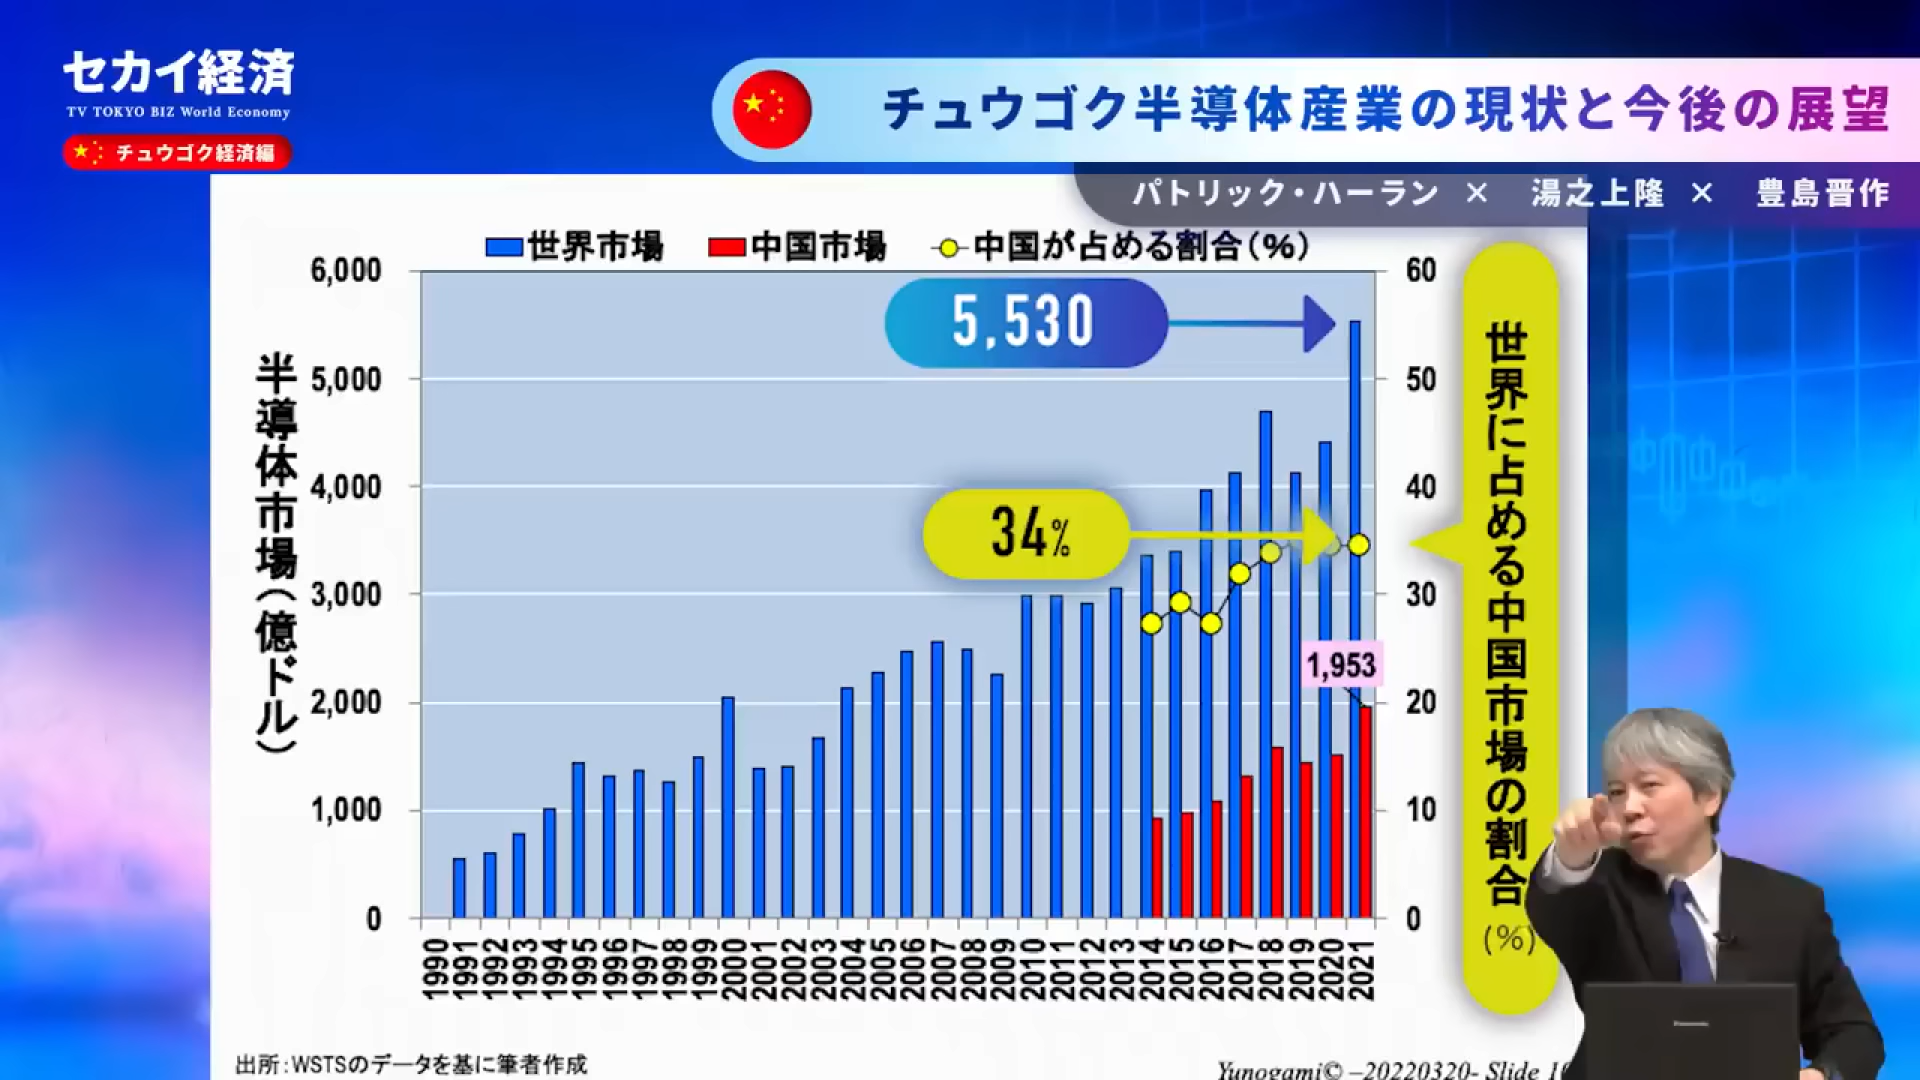 セカイ経済
TV TOKYO BIZ World Economy
チュウゴク経済編
チュウゴク半導体産業の現状と今後の展望
パトリック・ハーラン × 湯之上隆 × 豊島晋作
世界市場 中国市場 中国が占める割合(%)
半導体市場(億ドル)
6,000
5,000
4,000
3,000
2,000
1,000
0
5,530
34%
1,953
60
50
40
30
20
10
0
世界に占める中国市場の割合(%)
1990 1991 1992 1993 1994 1995 1996 1997 1998 1999 2000 2001 2002 2003 2004 2005 2006 2007 2008 2009 2010 2011 2012 2013 2014 2015 2016 2017 2018 2019 2020 2021
出所:WSTSのデータを基に筆者作成
Yunogami© –20220320- Slide
Panasonic